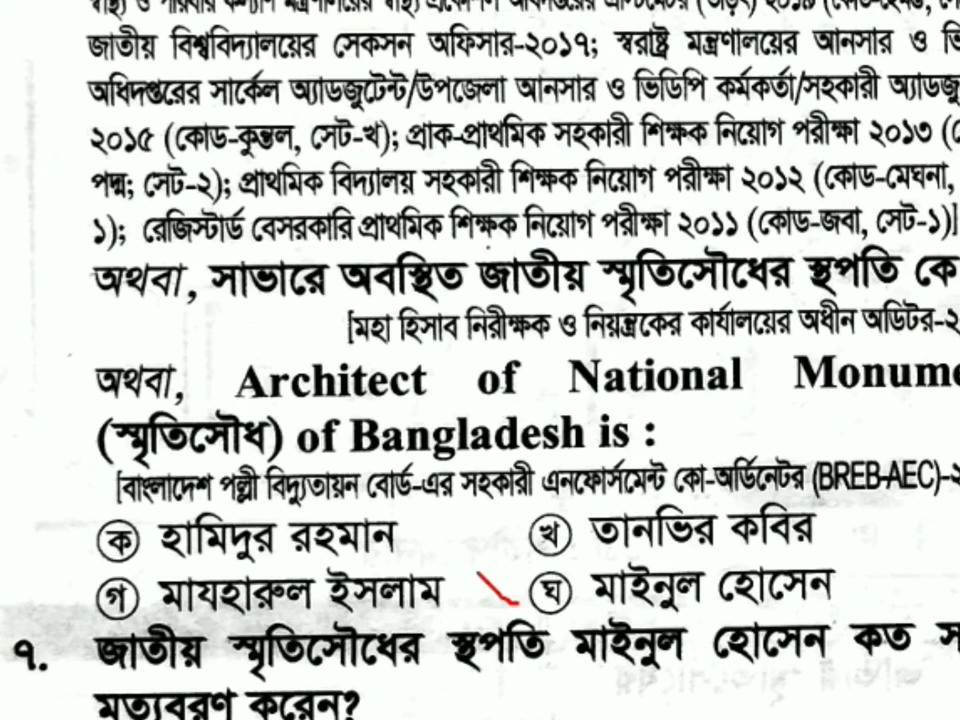 জাতীয় বিশ্ববিদ্যালয়ের সেকসন অফিসার-২০১৭; স্বরাষ্ট্র মন্ত্রণালয়ের আনসার ও
অধিদপ্তরের সার্কেল অ্যাডজুটেন্ট/উপজেলা আনসার ও ভিডিপি কর্মকর্তা/সহকারী
২০১৫ (কোড-কুন্তল, সেট-খ); প্রাক-প্রাথমিক সহকারী শিক্ষক নিয়োগ পরীক্ষা ২০১৩
পদ্ম; সেট-২); প্রাথমিক বিদ্যালয় সহকারী শিক্ষক নিয়োগ পরীক্ষা ২০১২ (কোড-মেঘনা,
১); রেজিস্টার্ড বেসরকারি প্রাথমিক শিক্ষক নিয়োগ পরীক্ষা ২০১১ (কোড-জবা, সেট-১)]
অথবা, সাভারে অবস্থিত জাতীয় স্মৃতিসৌধের স্থপতি কে
[মহা হিসাব নিরীক্ষক ও নিয়ন্ত্রকের কার্যালয়ের অধীন অডিটর-২
অথবা, Architect of National Monume
(স্মৃতিসৌধ) of Bangladesh is :
[বাংলাদেশ পল্লী বিদ্যুতায়ন বোর্ড-এর সহকারী এনফোর্সমেন্ট কো-অর্ডিনেটর (BREB-AEC)-২
ক হামিদুর রহমান খ তানভির কবির
গ মাযহারুল ইসলাম ঘ মাইনুল হোসেন
৭. জাতীয় স্মৃতিসৌধের স্থপতি মাইনুল হোসেন কত স
মৃত্যুবরণ করেন?